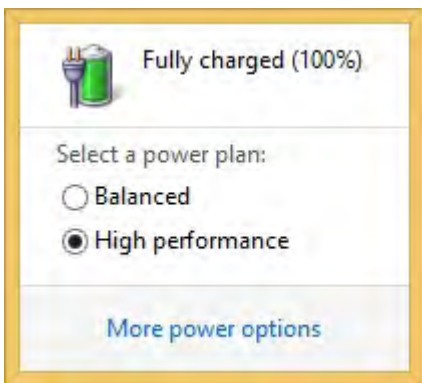 Fully charged (100%)
Select a power plan:
Balanced
High performance
More power options